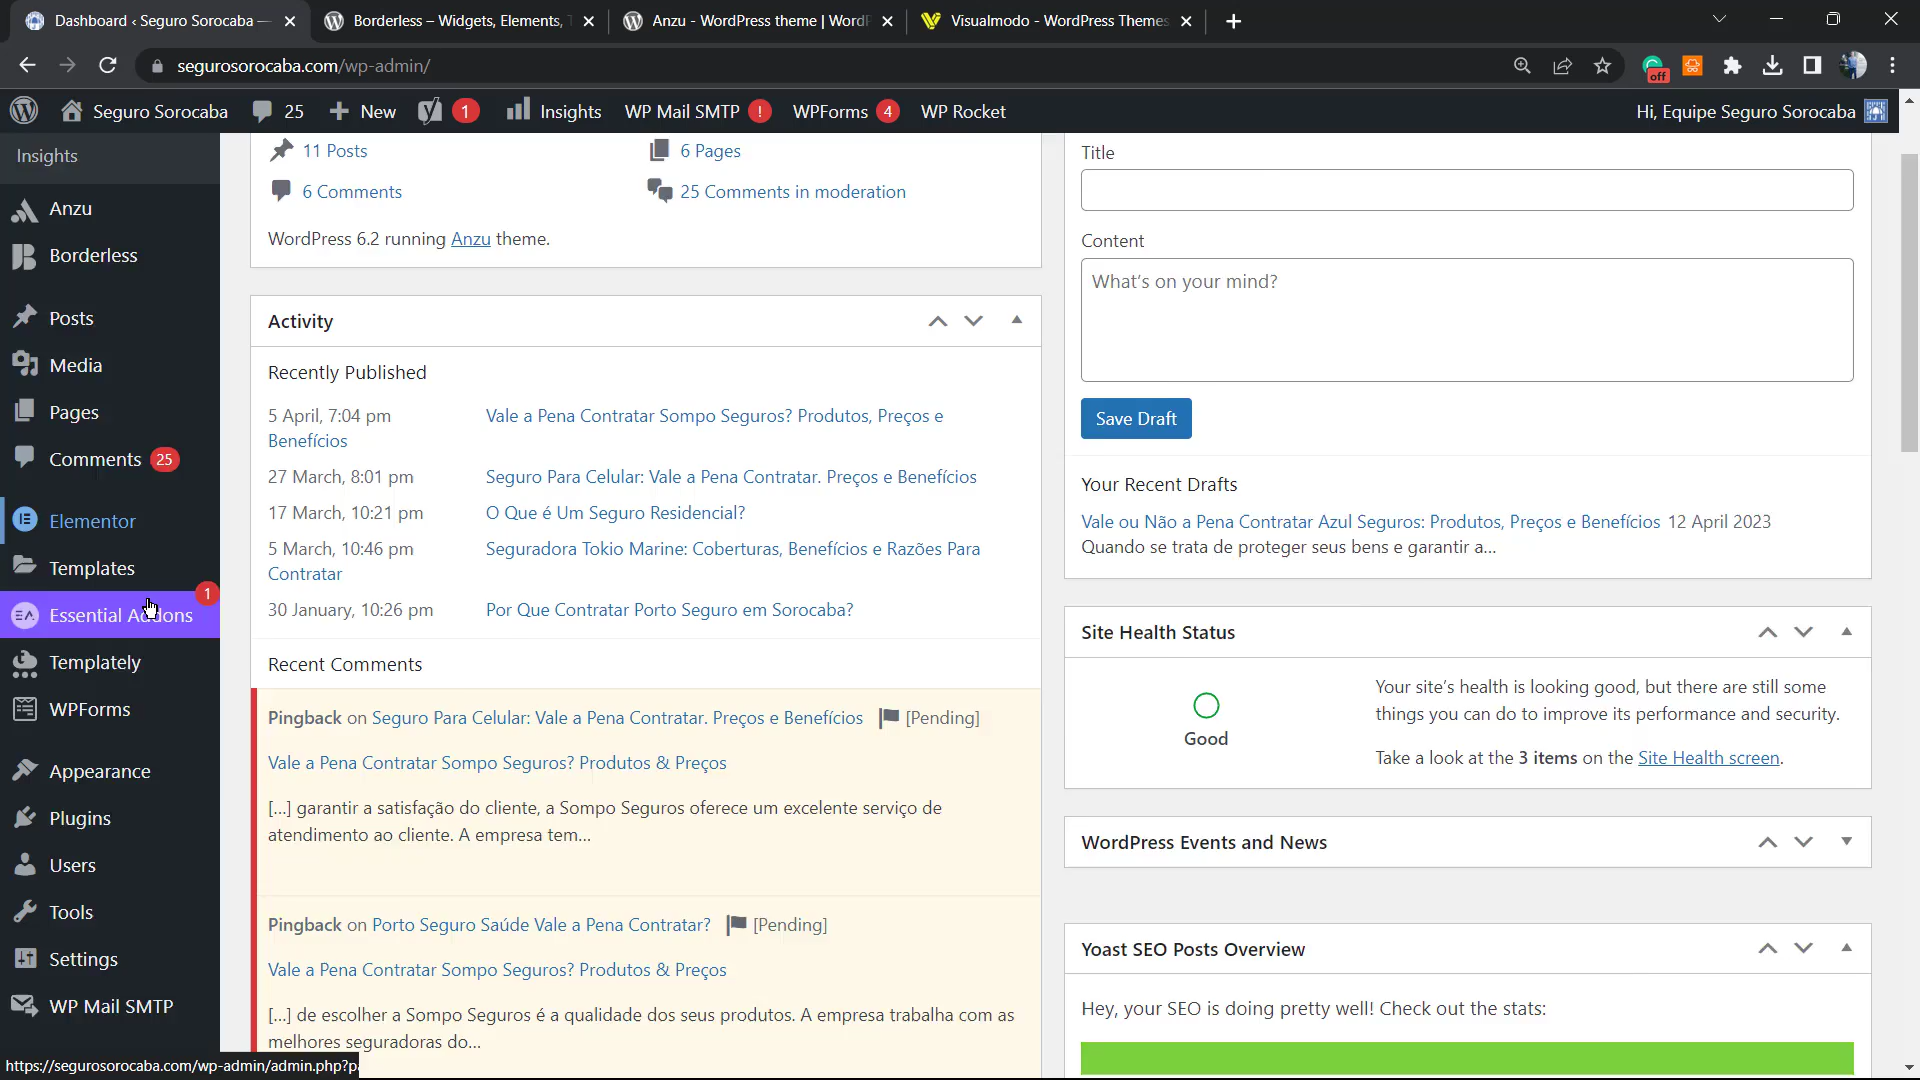 Dashboard ‹ Seguro Sorocaba —
Borderless – Widgets, Elements,
Anzu - WordPress theme | Word
Visualmodo - WordPress Themes
segurosorocaba.com/wp-admin/
off
Seguro Sorocaba
25
New
1
Insights
WP Mail SMTP !
WPForms 4
WP Rocket
Hi, Equipe Seguro Sorocaba
Insights
Anzu
Borderless
Posts
Media
Pages
Comments 25
Elementor
Templates
1
Essential Addons
Templately
WPForms
Appearance
Plugins
Users
Tools
Settings
WP Mail SMTP
https://segurosorocaba.com/wp-admin/admin.php?p
11 Posts
6 Pages
6 Comments
25 Comments in moderation
WordPress 6.2 running Anzu theme.
Activity
Recently Published
5 April, 7:04 pm Vale a Pena Contratar Sompo Seguros? Produtos, Preços e
Benefícios
27 March, 8:01 pm Seguro Para Celular: Vale a Pena Contratar. Preços e Benefícios
17 March, 10:21 pm O Que é Um Seguro Residencial?
5 March, 10:46 pm Seguradora Tokio Marine: Coberturas, Benefícios e Razões Para
Contratar
30 January, 10:26 pm Por Que Contratar Porto Seguro em Sorocaba?
Recent Comments
Pingback on Seguro Para Celular: Vale a Pena Contratar. Preços e Benefícios [Pending]
Vale a Pena Contratar Sompo Seguros? Produtos & Preços
[…] garantir a satisfação do cliente, a Sompo Seguros oferece um excelente serviço de
atendimento ao cliente. A empresa tem…
Pingback on Porto Seguro Saúde Vale a Pena Contratar? [Pending]
Vale a Pena Contratar Sompo Seguros? Produtos & Preços
[…] de escolher a Sompo Seguros é a qualidade dos seus produtos. A empresa trabalha com as
melhores seguradoras do…
Title
Content
What's on your mind?
Save Draft
Your Recent Drafts
Vale ou Não a Pena Contratar Azul Seguros: Produtos, Preços e Benefícios 12 April 2023
Quando se trata de proteger seus bens e garantir a…
Site Health Status
Good
Your site's health is looking good, but there are still some
things you can do to improve its performance and security.
Take a look at the 3 items on the Site Health screen.
WordPress Events and News
Yoast SEO Posts Overview
Hey, your SEO is doing pretty well! Check out the stats: